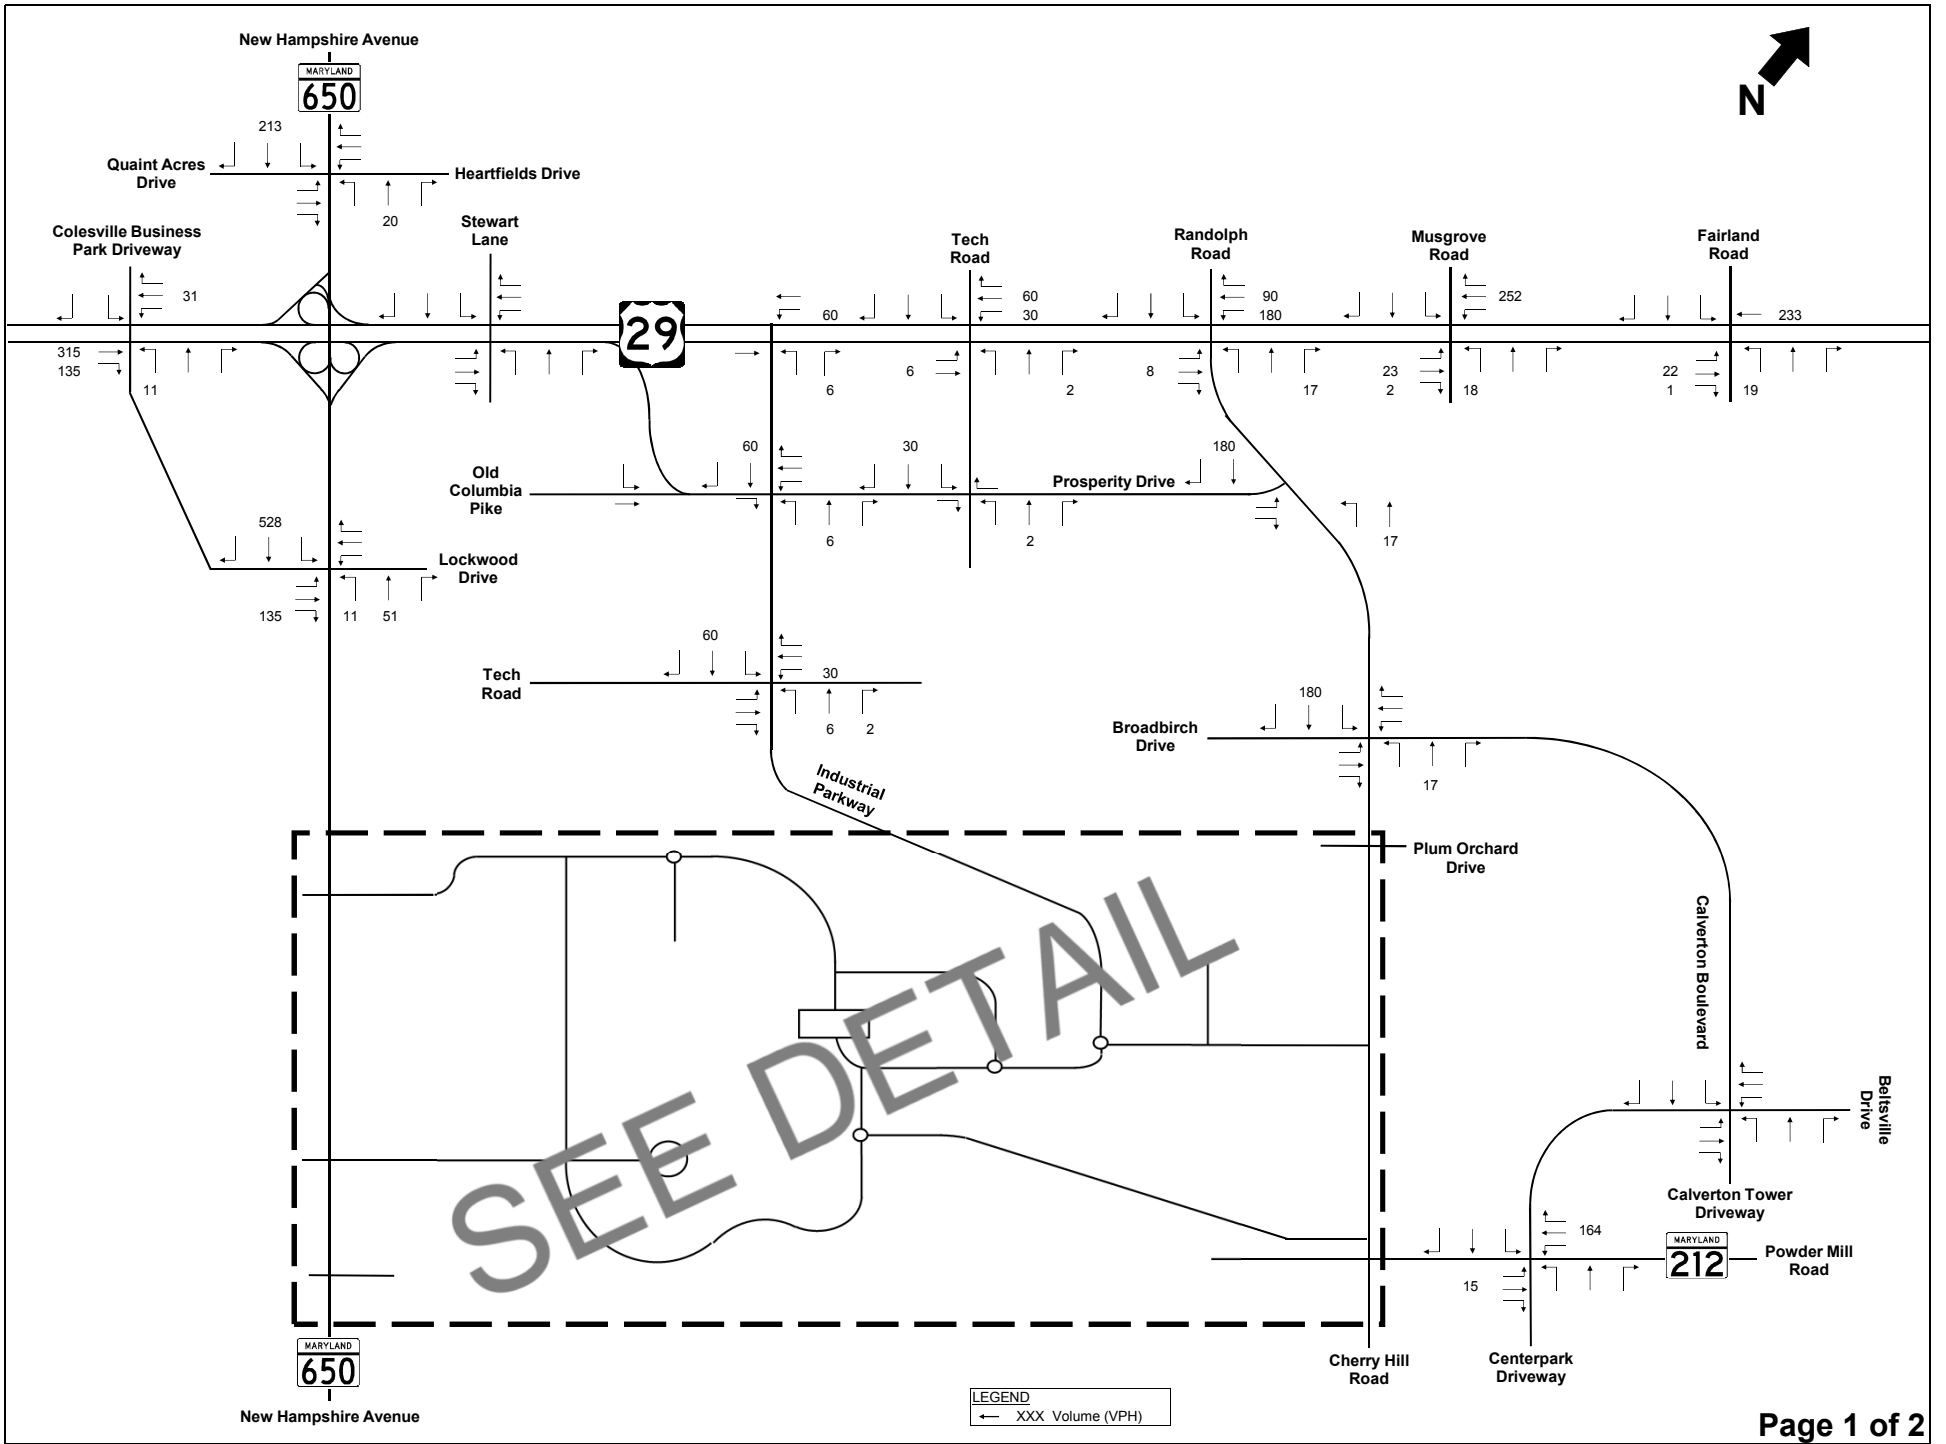 New Hampshire Avenue
MARYLAND
650
N
213
Quaint Acres
Drive
Heartfields Drive
20
Colesville Business
Park Driveway
Stewart
Lane
Tech
Road
Randolph
Road
Musgrove
Road
Fairland
Road
31
60
60
30
90
180
252
233
29
315
135
11
6
6
2
8
17
23
2
18
22
1
19
60
30
180
Old
Columbia
Pike
Prosperity Drive
6
2
17
528
Lockwood
Drive
135
11
51
60
Tech
Road
30
6
2
180
Broadbirch
Drive
17
Industrial
Parkway
Plum Orchard
Drive
Calverton Boulevard
SEE DETAIL
Beltsville
Drive
Calverton Tower
Driveway
164
MARYLAND
212
Powder Mill
Road
15
MARYLAND
650
New Hampshire Avenue
Cherry Hill
Road
Centerpark
Driveway
LEGEND
XXX Volume (VPH)
Page 1 of 2